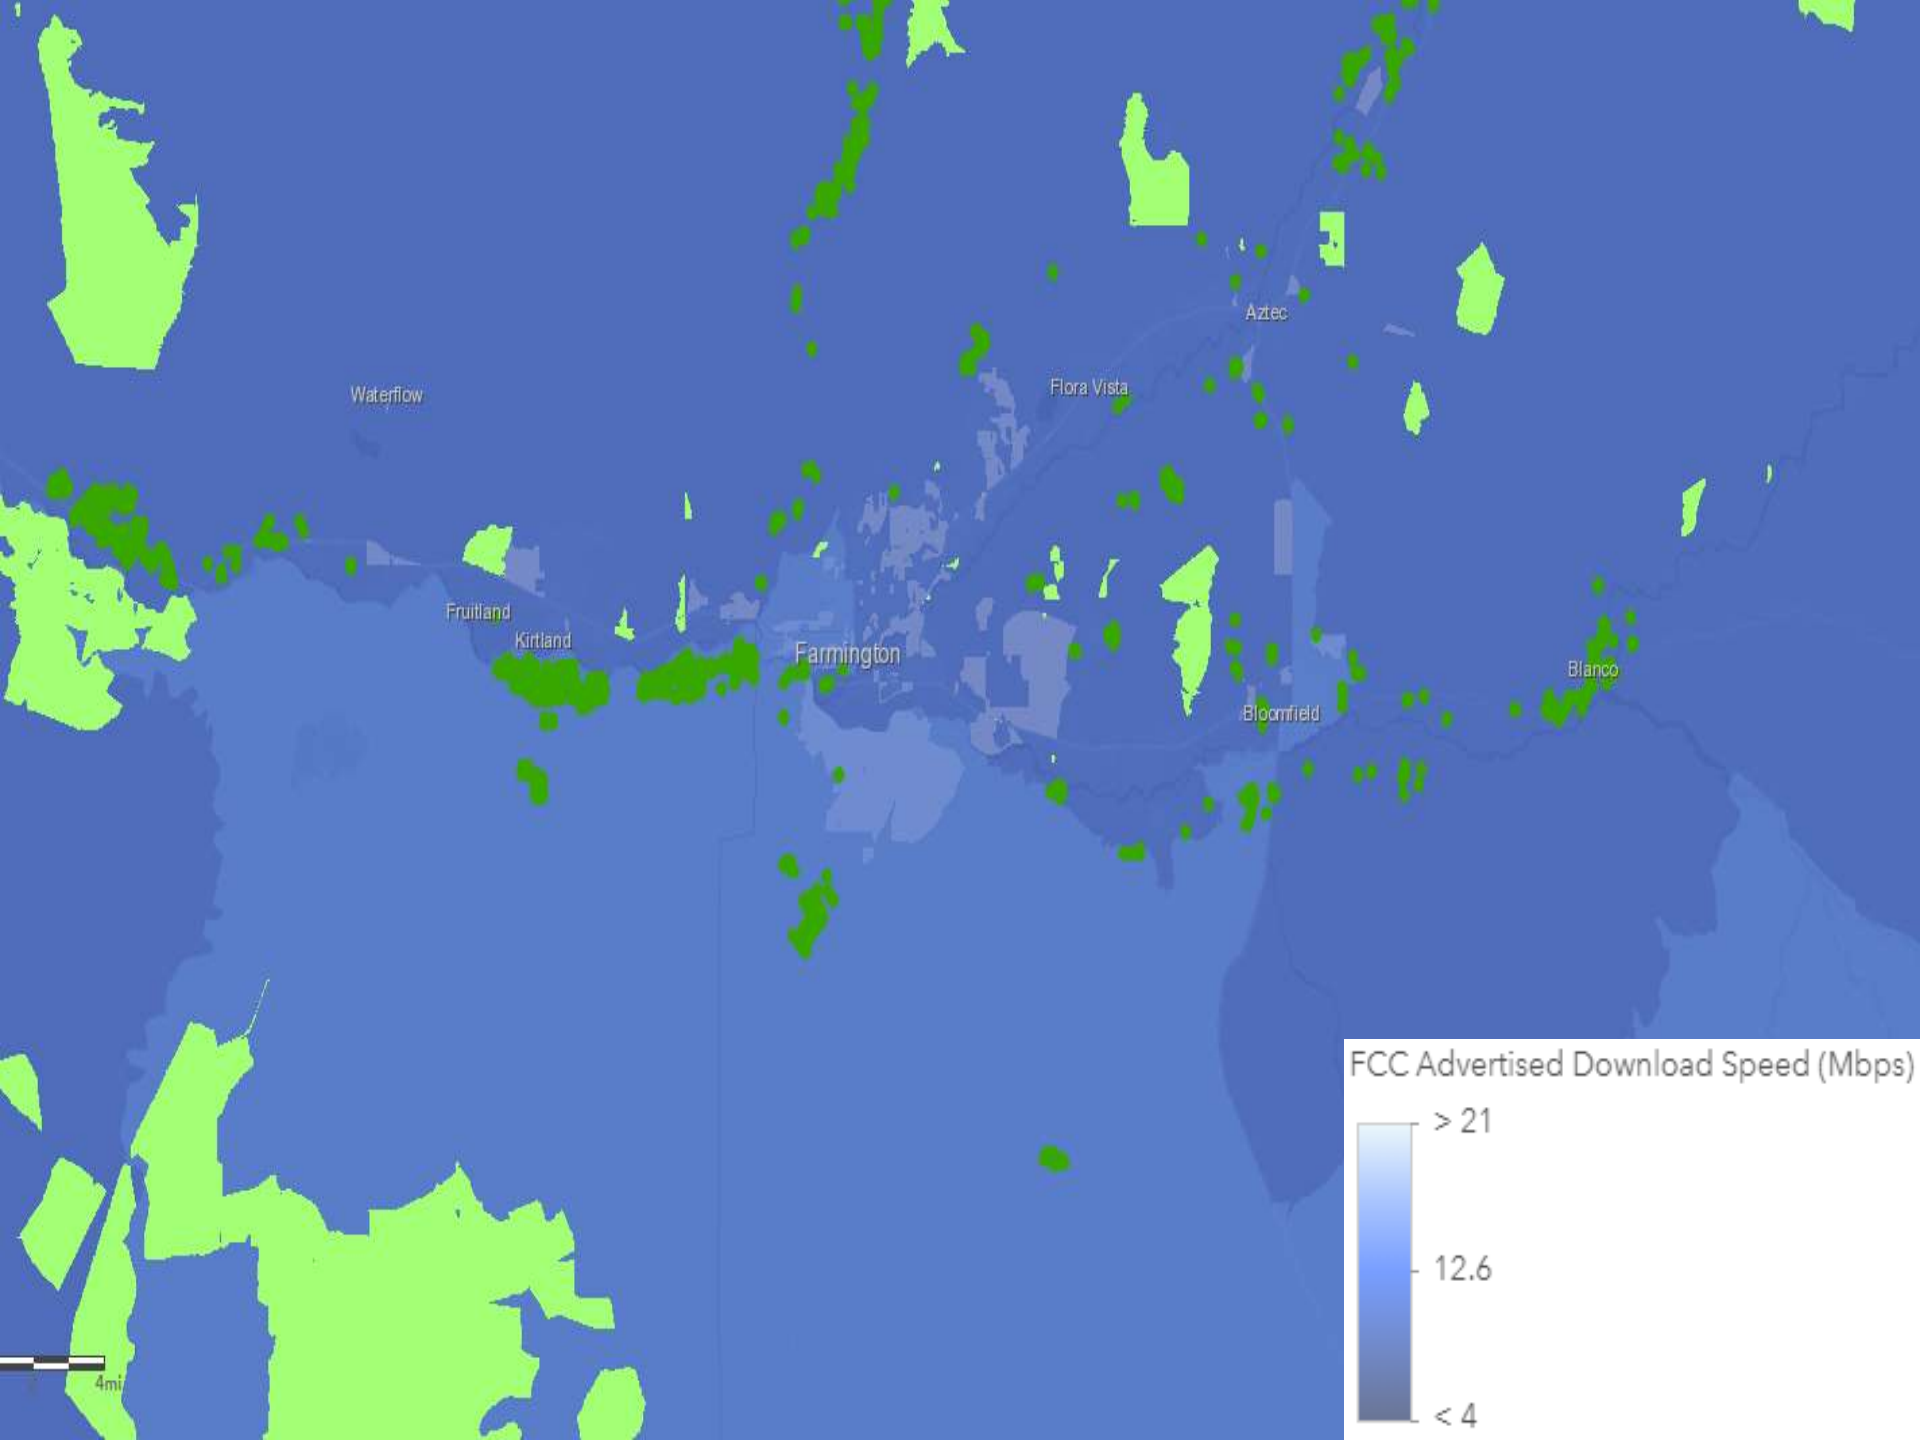 Aztec
Flora Vista
Waterflow
Fruitland
Kirtland
Farmington
Blanco
Bloomfield
FCC Advertised Download Speed (Mbps)
> 21
12.6
< 4
4mi